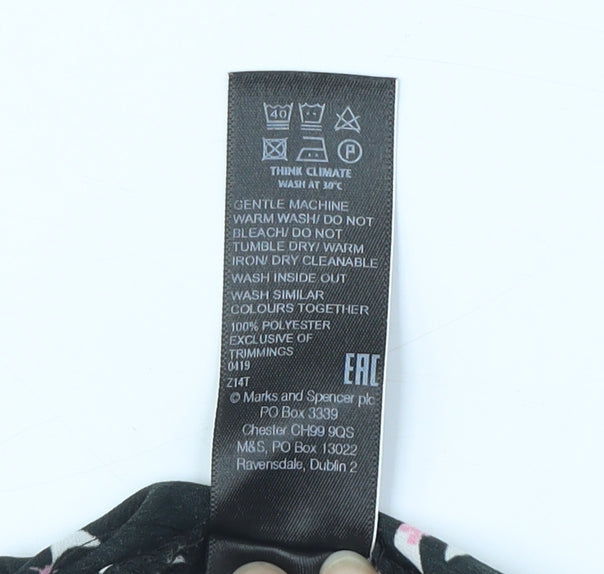 40
P
THINK CLIMATE
WASH AT 30°C
GENTLE MACHINE
WARM WASH/ DO NOT
BLEACH/ DO NOT
TUMBLE DRY/ WARM
IRON/ DRY CLEANABLE
WASH INSIDE OUT
WASH SIMILAR
COLOURS TOGETHER
100% POLYESTER
EXCLUSIVE OF
TRIMMINGS
0419
Z14T
EAC
© Marks and Spencer plc
PO Box 3339
Chester CH99 9QS
M&S, PO Box 13022
Ravensdale, Dublin 2